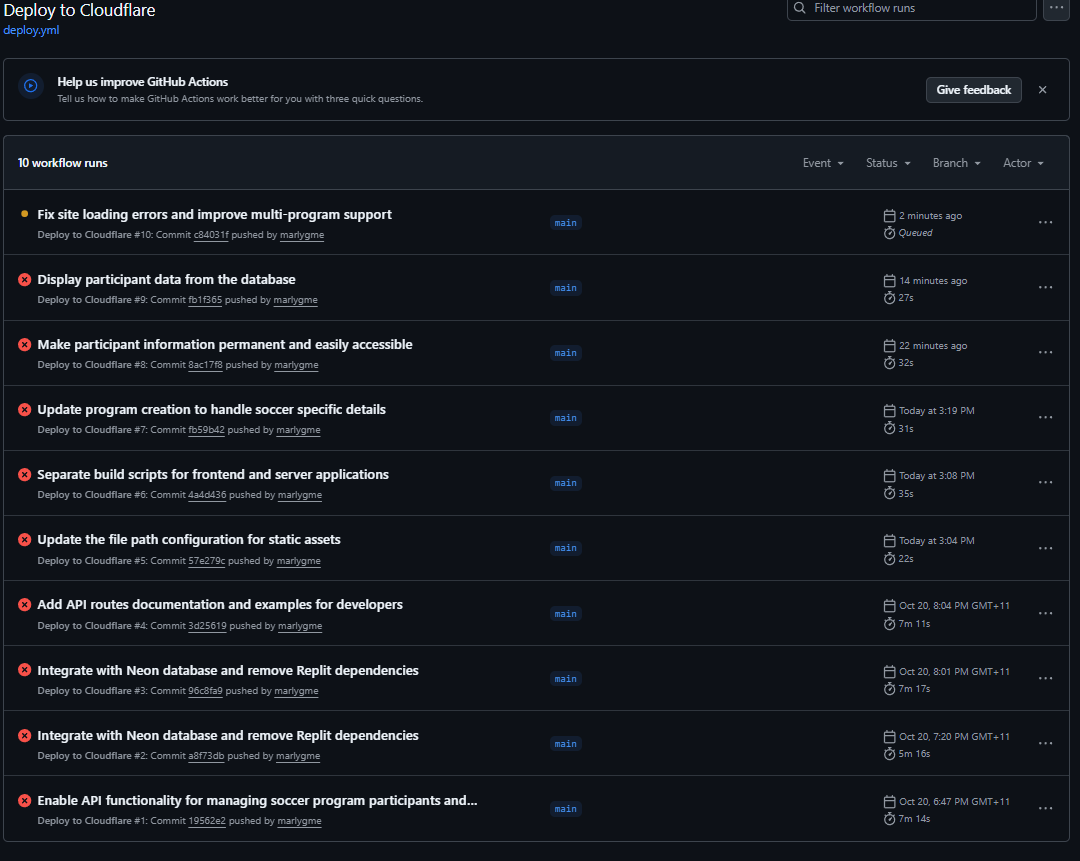 Deploy to Cloudflare
Filter workflow runs
deploy.yml
Help us improve GitHub Actions
Tell us how to make GitHub Actions work better for you with three quick questions.
Give feedback
10 workflow runs
Event Status Branch Actor
Fix site loading errors and improve multi-program support
Deploy to Cloudflare #10: Commit c84031f pushed by marlygme
main
2 minutes ago
Queued
Display participant data from the database
Deploy to Cloudflare #9: Commit fb1f365 pushed by marlygme
main
14 minutes ago
27s
Make participant information permanent and easily accessible
Deploy to Cloudflare #8: Commit 8ac17f8 pushed by marlygme
main
22 minutes ago
32s
Update program creation to handle soccer specific details
Deploy to Cloudflare #7: Commit fb59b42 pushed by marlygme
main
Today at 3:19 PM
31s
Separate build scripts for frontend and server applications
Deploy to Cloudflare #6: Commit 4a4d436 pushed by marlygme
main
Today at 3:08 PM
35s
Update the file path configuration for static assets
Deploy to Cloudflare #5: Commit 57e279c pushed by marlygme
main
Today at 3:04 PM
22s
Add API routes documentation and examples for developers
Deploy to Cloudflare #4: Commit 3d25619 pushed by marlygme
main
Oct 20, 8:04 PM GMT+11
7m 11s
Integrate with Neon database and remove Replit dependencies
Deploy to Cloudflare #3: Commit 96c8fa9 pushed by marlygme
main
Oct 20, 8:01 PM GMT+11
7m 17s
Integrate with Neon database and remove Replit dependencies
Deploy to Cloudflare #2: Commit a8f73db pushed by marlygme
main
Oct 20, 7:20 PM GMT+11
5m 16s
Enable API functionality for managing soccer program participants and...
Deploy to Cloudflare #1: Commit 19562e2 pushed by marlygme
main
Oct 20, 6:47 PM GMT+11
7m 14s